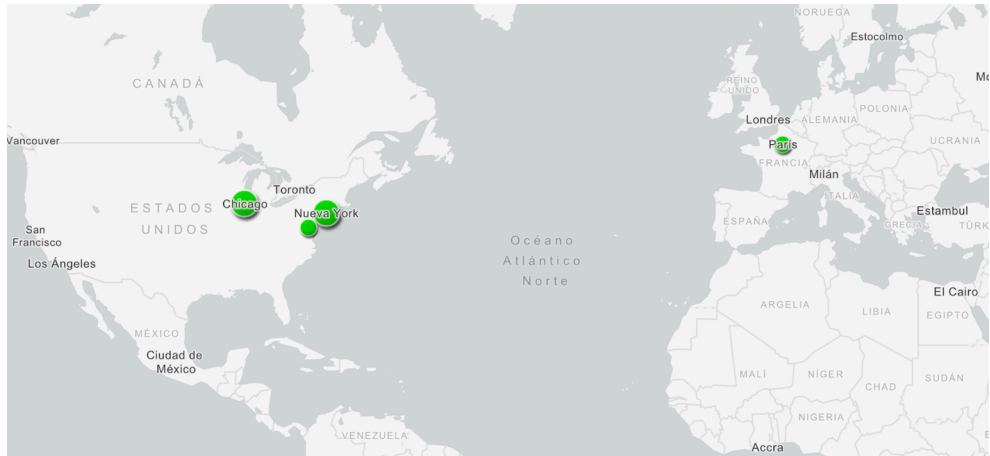 NORUEGA
Estocolmo
Mo
CANADÁ
REINO
UNIDO
POLONIA
Londres
ALEMANIA
Vancouver
París
UCRANIA
FRANCIA
Milán
Toronto
ITALIA
Chicago
ESTADOS
UNIDOS
Nueva York
Estambul
ESPAÑA
GRECIA
TÜRK
San
Francisco
Océano
Atlántico
Norte
Los Ángeles
El Cairo
ARGELIA
LIBIA
EGIPTO
MÉXICO
Ciudad de
México
MALÍ
NÍGER
CHAD
SUDÁN
NIGERIA
VENEZUELA
Accra
E